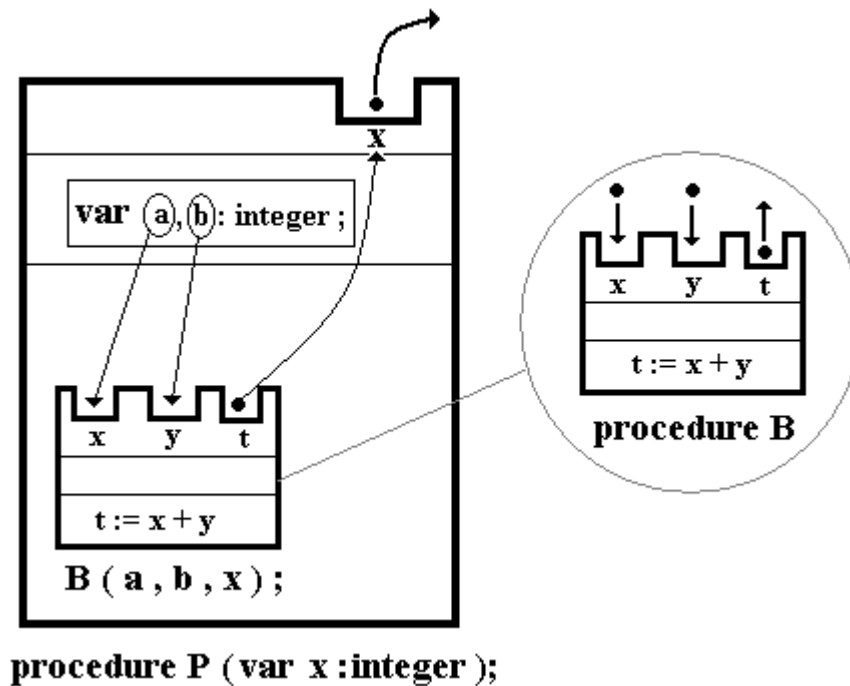 x
var a, b: integer ;
x y t
t := x + y
B ( a , b , x ) ;
procedure P ( var x :integer );
x y t
t := x + y
procedure B